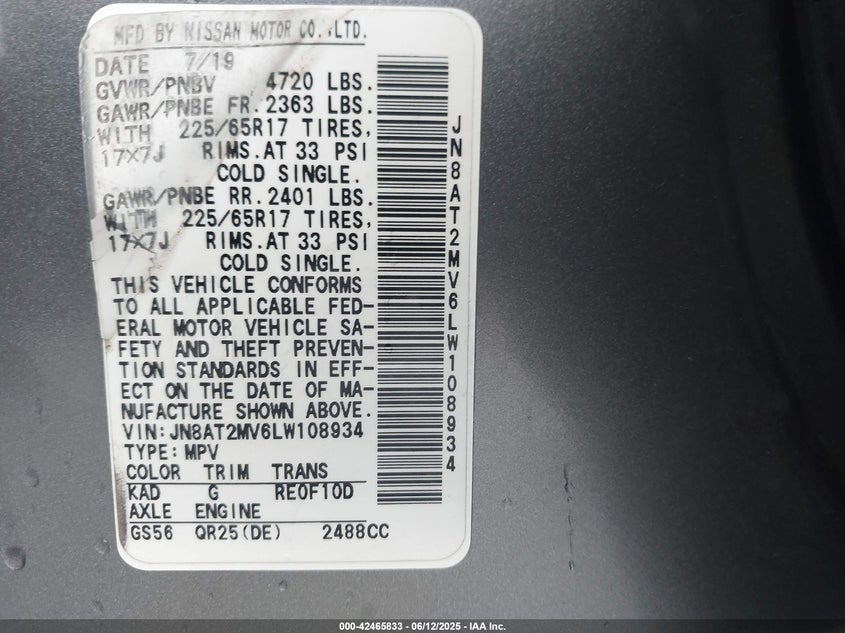 MFD BY NISSAN MOTOR CO.,LTD.
DATE 7/19
GVWR/PNBV 4720 LBS.
GAWR/PNBE FR. 2363 LBS.
WITH 225/65R17 TIRES,
17×7J RIMS. AT 33 PSI
COLD SINGLE.
GAWR/PNBE RR. 2401 LBS.
WITH 225/65R17 TIRES,
17×7J RIMS. AT 33 PSI
COLD SINGLE.
THIS VEHICLE CONFORMS
TO ALL APPLICABLE FED-
ERAL MOTOR VEHICLE SA-
FETY AND THEFT PREVEN-
TION STANDARDS IN EFF-
ECT ON THE DATE OF MA-
NUFACTURE SHOWN ABOVE.
VIN: JN8AT2MV6LW108934
TYPE: MPV
COLOR TRIM TRANS
KAD G RE0F10D
AXLE ENGINE
GS56 QR25(DE) 2488CC
JN8AT2MV6LW108934
000-42465833 - 06/12/2025 - IAA Inc.